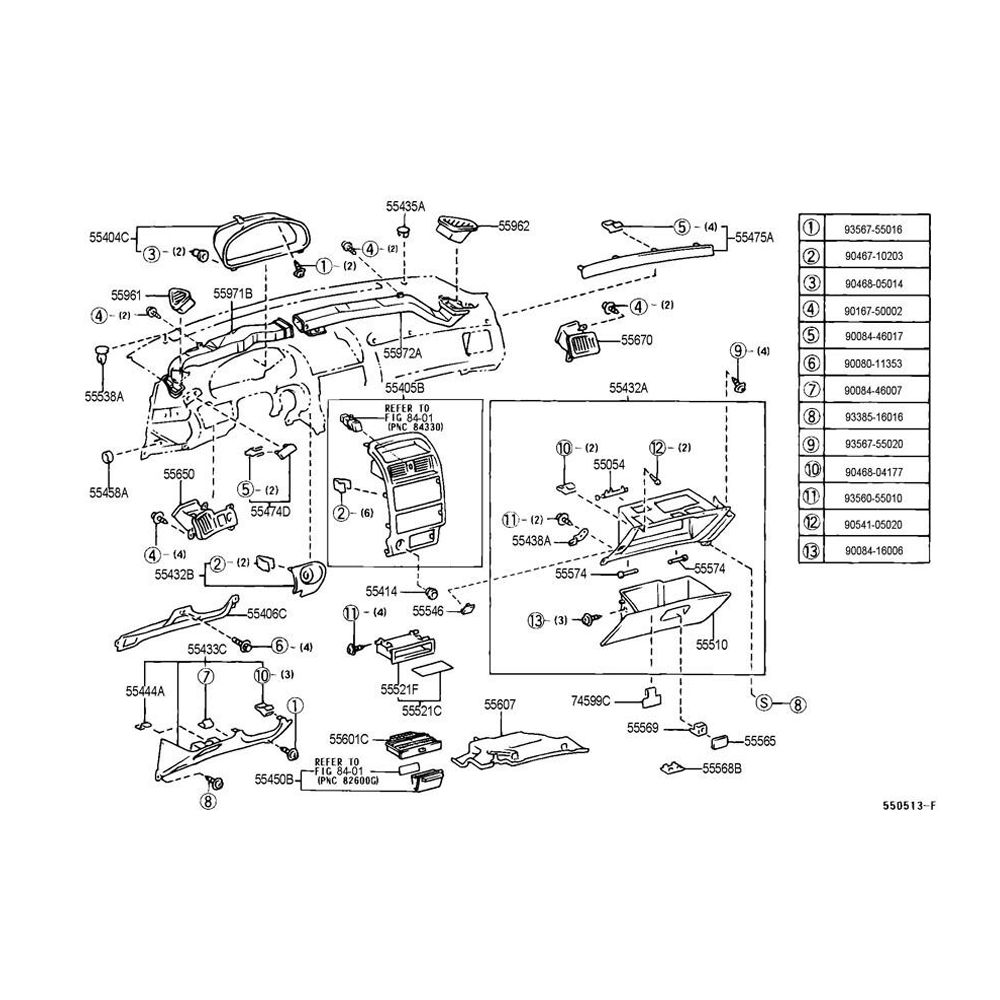 55435A
55962
55404C
③ - (2)
④ - (2)
⑤ - (4)
55475A
① - (2)
55961
55971B
④ - (2)
④ - (2)
55670
55972A
⑨ - (4)
55538A
55405B
55432A
REFER TO
FIG 84-01
(PNC 84330)
⑩ - (2)
⑫ - (2)
55054
55650
55458A
⑤ - (2)
55474D
② - (6)
⑪ - (2)
55438A
④ - (4)
② - (2)
55432B
55574
55574
55414
55546
55406C
⑪ - (4)
⑬ - (3)
⑥ - (4)
55510
55433C
⑦
⑩ - (3)
55444A
①
55521F
55521C
55607
74599C
Ⓢ - ⑧
55569
55565
55601C
REFER TO
FIG 84-01
(PNC 82600G)
55450B
55568B
⑧
① 93567-55016
② 90467-10203
③ 90468-05014
④ 90167-50002
⑤ 90084-46017
⑥ 90080-11353
⑦ 90084-46007
⑧ 93385-16016
⑨ 93567-55020
⑩ 90468-04177
⑪ 93560-55010
⑫ 90541-05020
⑬ 90084-16006
550513-F